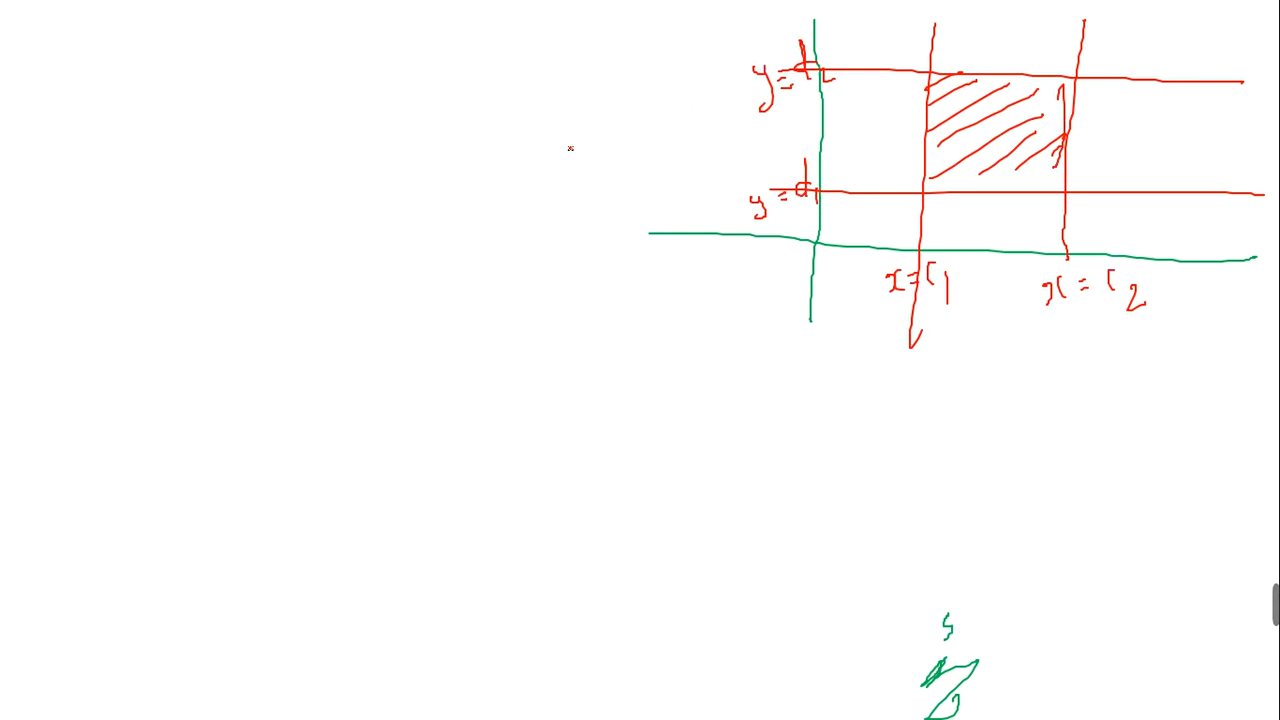 y = d2
y = d1
x = c1
x = c2